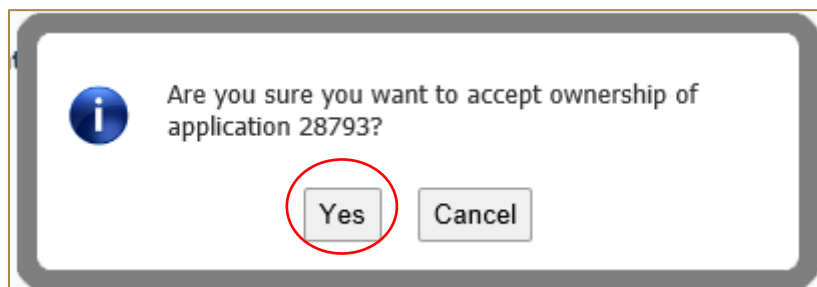 Are you sure you want to accept ownership of
application 28793?
Yes Cancel